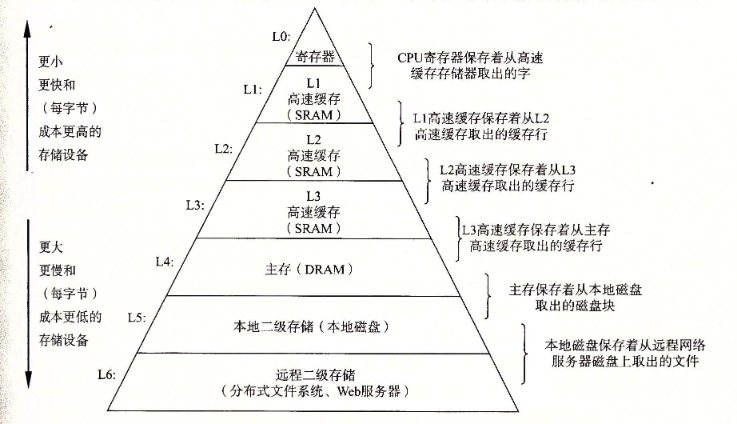 L0:
寄存器
CPU寄存器保存着从高速
缓存存储器取出的字
更小
更快和
（每字节）
成本更高的
存储设备
L1:
L1
高速缓存
（SRAM）
L1高速缓存保存着从L2
高速缓存取出的缓存行
L2:
L2
高速缓存
（SRAM）
L2高速缓存保存着从L3
高速缓存取出的缓存行
L3:
L3
高速缓存
（SRAM）
L3高速缓存保存着从主存
高速缓存取出的缓存行
更大
更慢和
（每字节）
成本更低的
存储设备
L4:
主存（DRAM）
主存保存着从本地磁盘
取出的磁盘块
L5:
本地二级存储（本地磁盘）
本地磁盘保存着从远程网络
服务器磁盘上取出的文件
L6:
远程二级存储
（分布式文件系统、Web服务器）